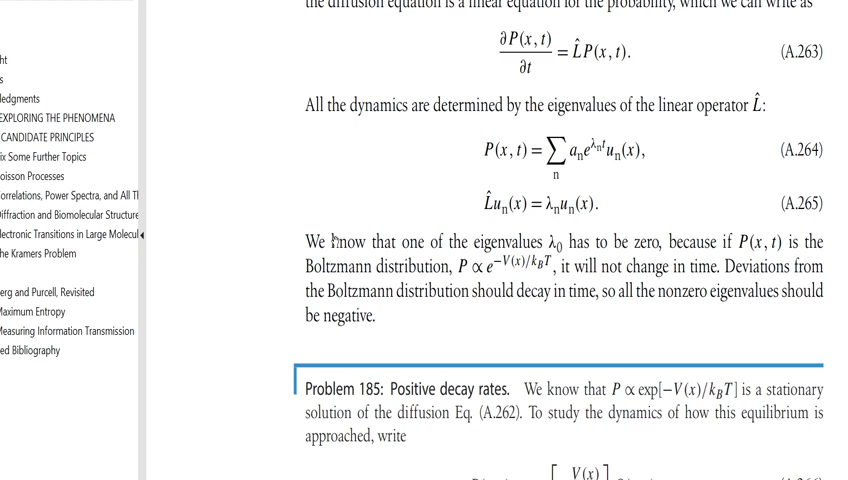 the diffusion equation is a linear equation for the probability, which we can write as
∂P(x, t)/∂t = L̂P(x, t). (A.263)
All the dynamics are determined by the eigenvalues of the linear operator L̂:
P(x, t) = ∑ₙ aₙe^{λₙt}uₙ(x), (A.264)
L̂uₙ(x) = λₙuₙ(x). (A.265)
We know that one of the eigenvalues λ₀ has to be zero, because if P(x, t) is the
Boltzmann distribution, P ∝ e^{−V(x)/k_BT}, it will not change in time. Deviations from
the Boltzmann distribution should decay in time, so all the nonzero eigenvalues should
be negative.
Problem 185: Positive decay rates. We know that P ∝ exp[−V(x)/k_BT] is a stationary
solution of the diffusion Eq. (A.262). To study the dynamics of how this equilibrium is
approached, write
ht
s
ledgments
EXPLORING THE PHENOMENA
CANDIDATE PRINCIPLES
ix Some Further Topics
oisson Processes
orrelations, Power Spectra, and All Th
iffraction and Biomolecular Structure
lectronic Transitions in Large Molecul
he Kramers Problem
erg and Purcell, Revisited
Maximum Entropy
Measuring Information Transmission
ed Bibliography